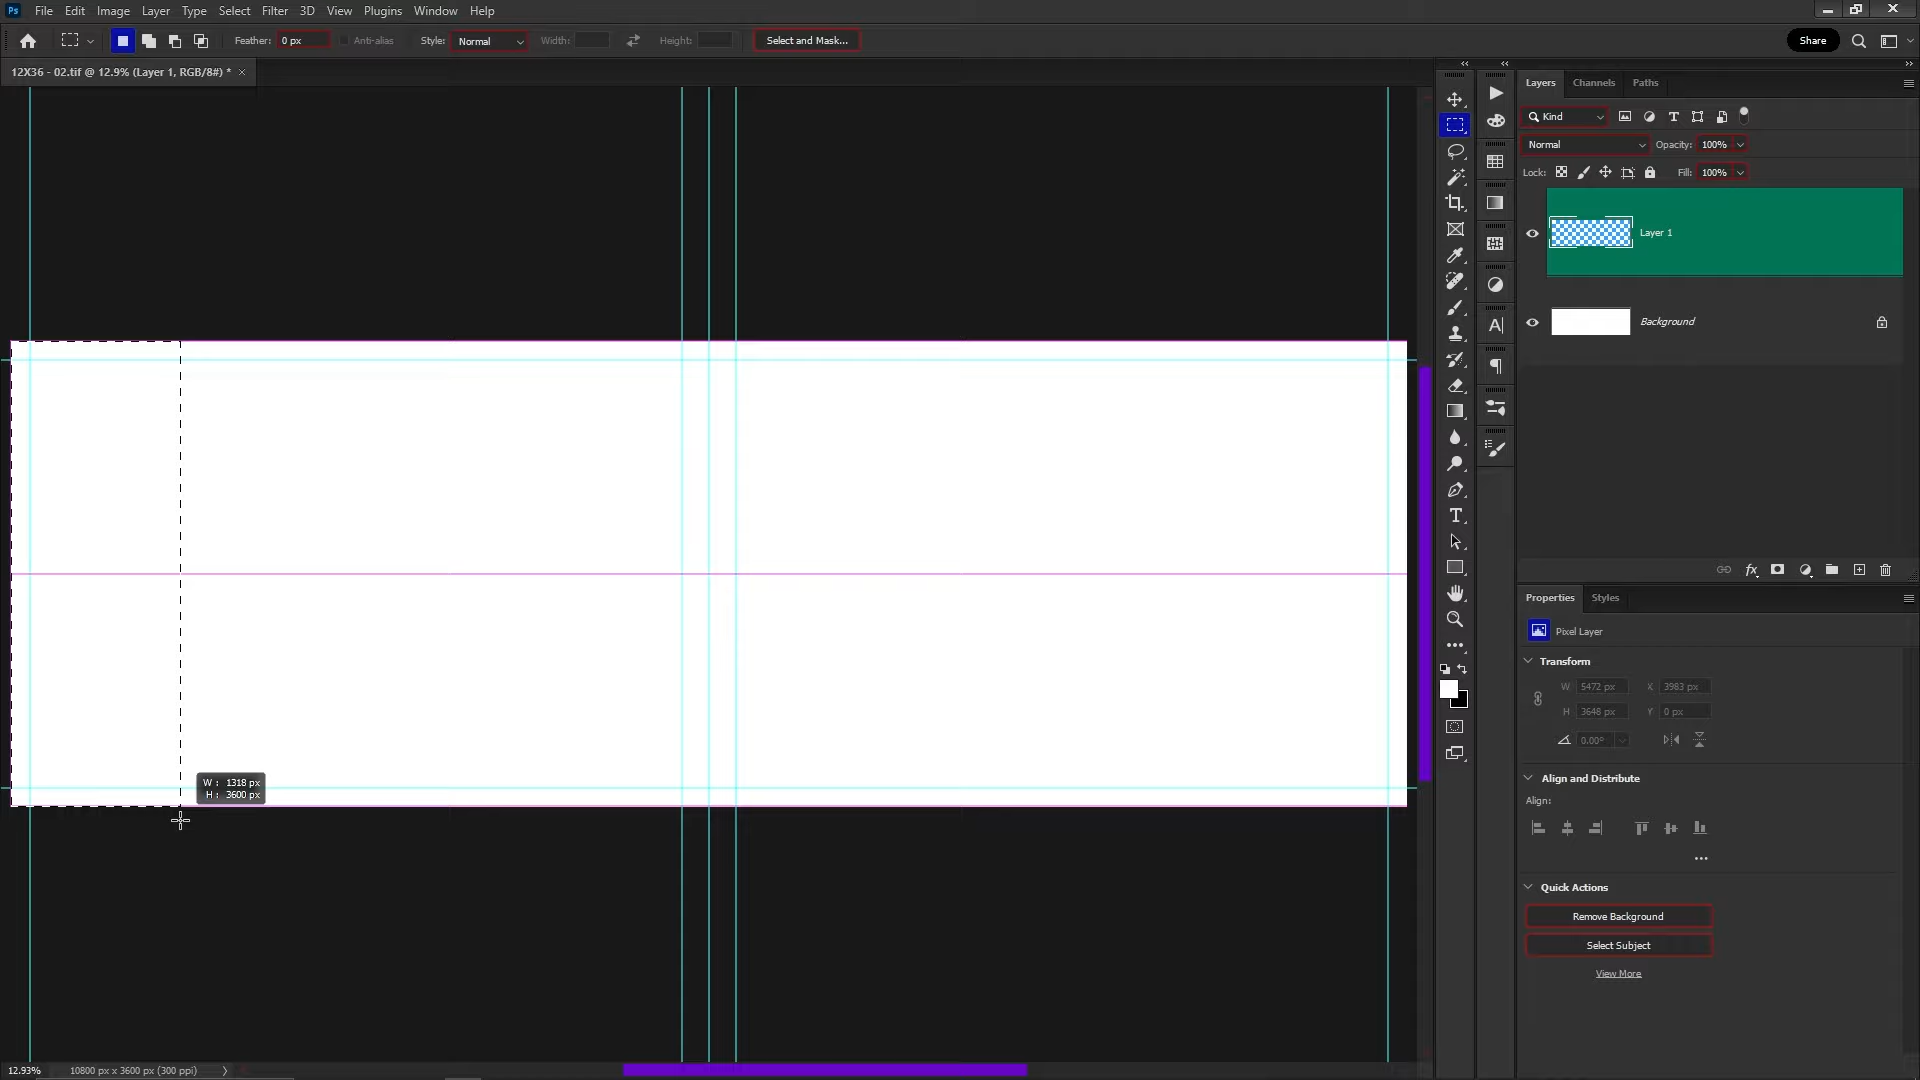 Ps File Edit Image Layer Type Select Filter 3D View Plugins Window Help
Feather: 0 px Anti-alias Style: Normal Width: Height: Select and Mask... Share
12X36 - 02.tif @ 12.9% (Layer 1, RGB/8#) * ×
Layers Channels Paths
Kind
Normal Opacity: 100%
Lock: Fill: 100%
Layer 1
Background
W : 1318 px
H : 3600 px
Properties Styles
Pixel Layer
Transform
W 5472 px X 3983 px
H 3648 px Y 0 px
0.00°
Align and Distribute
Align:
Quick Actions
Remove Background
Select Subject
View More
12.93% 10800 px x 3600 px (300 ppi)